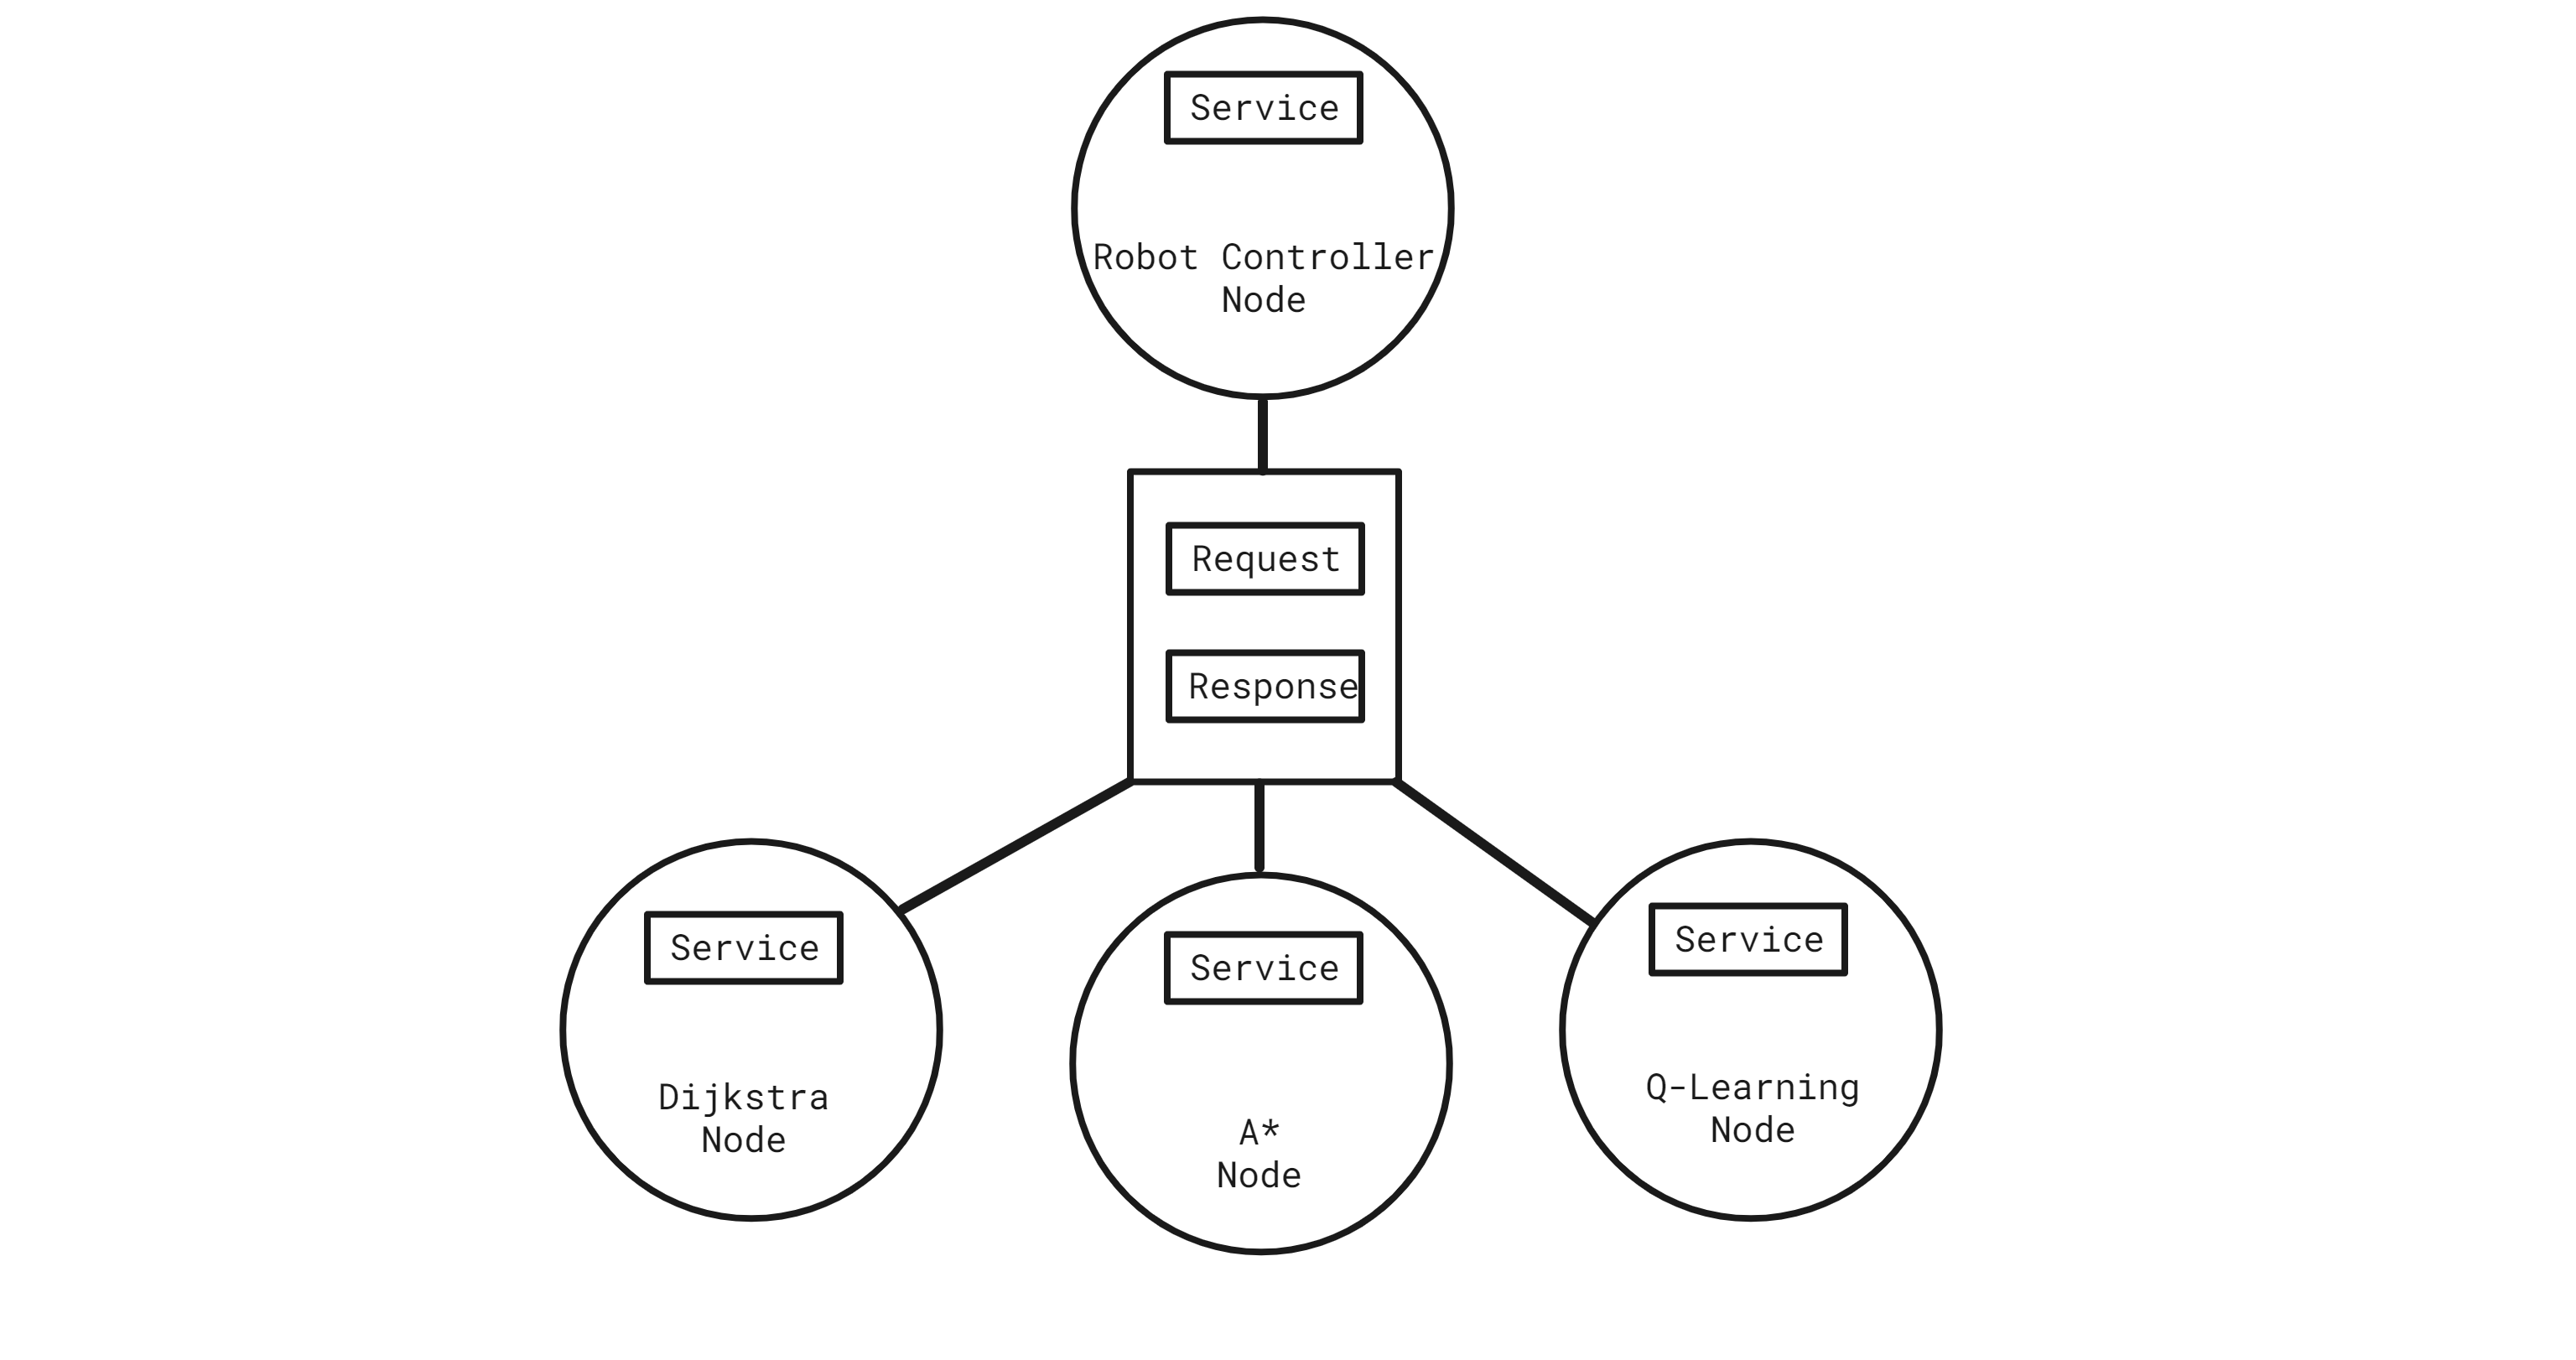 Service
Robot Controller
Node
Request
Response
Service
Dijkstra
Node
Service
A*
Node
Service
Q-Learning
Node